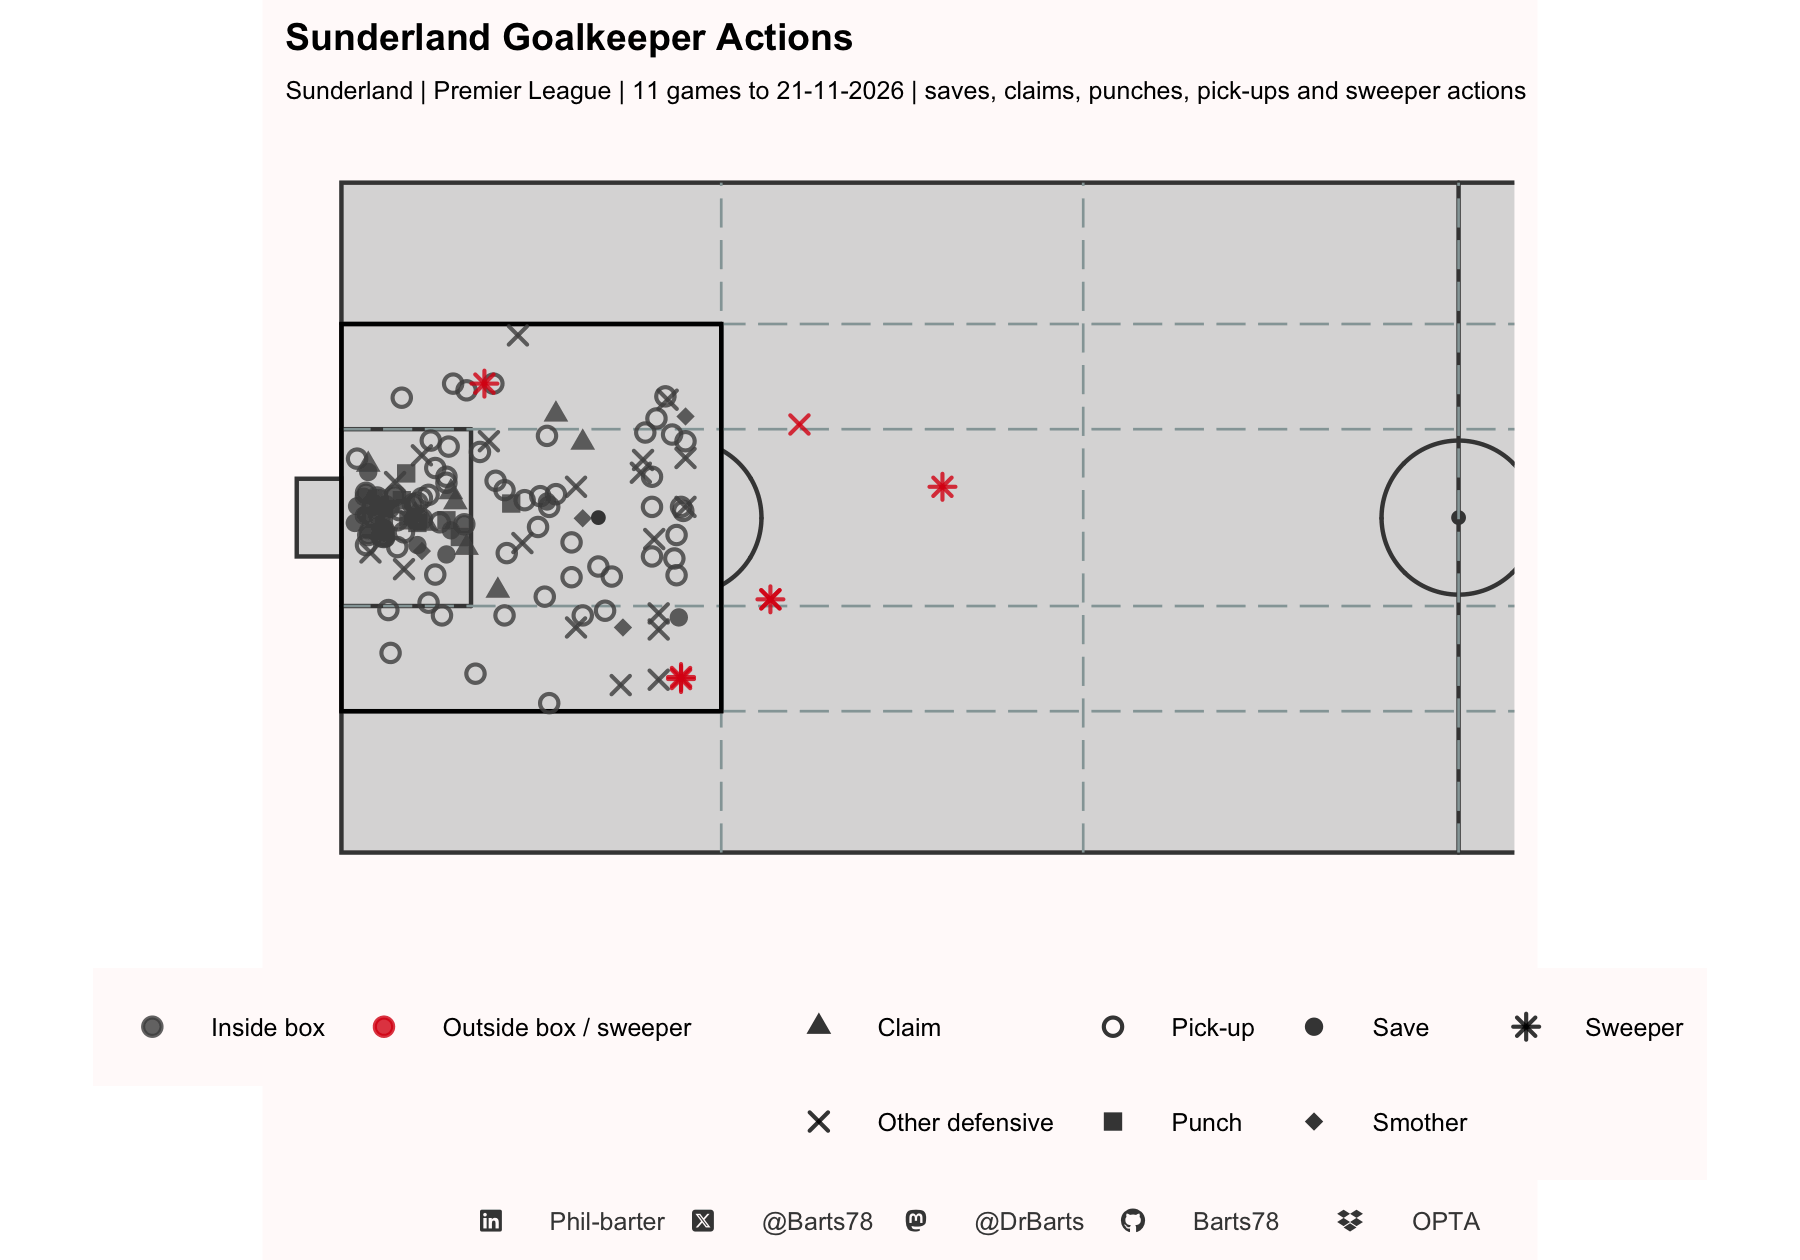 Sunderland Goalkeeper Actions
Sunderland | Premier League | 11 games to 21-11-2026 | saves, claims, punches, pick-ups and sweeper actions
Inside box Outside box / sweeper Claim Pick-up Save Sweeper
Other defensive Punch Smother
Phil-barter @Barts78 @DrBarts Barts78 OPTA